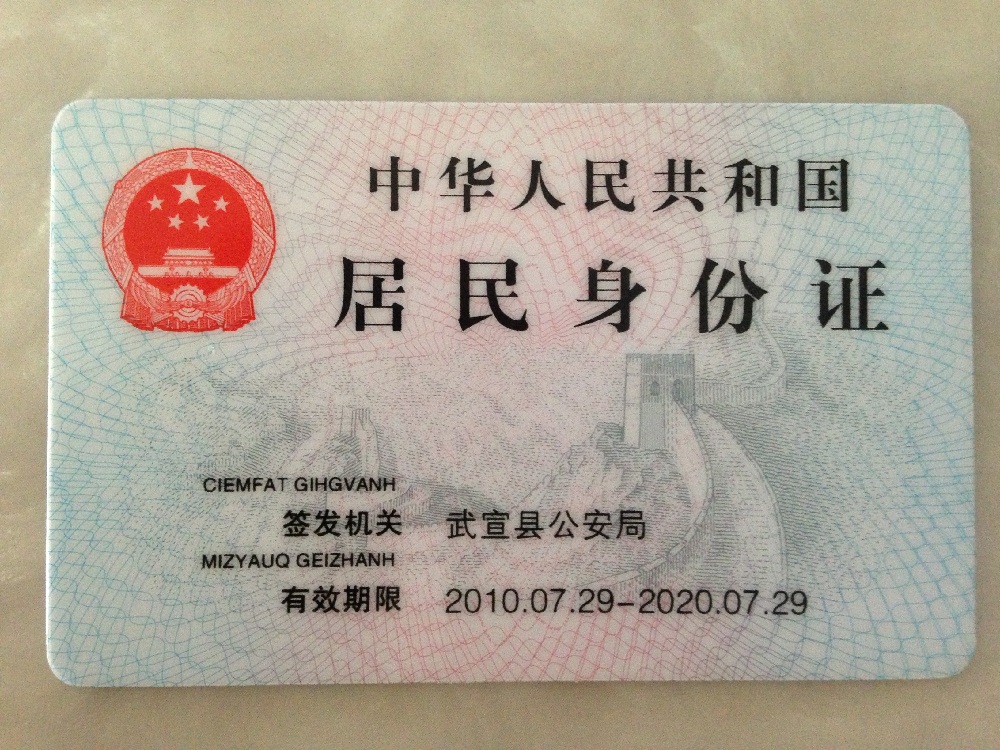 中华人民共和国
居民身份证
CIEMFAT GIHGVANH
签发机关 武宣县公安局
MIZYAUQ GEIZHANH
有效期限 2010.07.29-2020.07.29